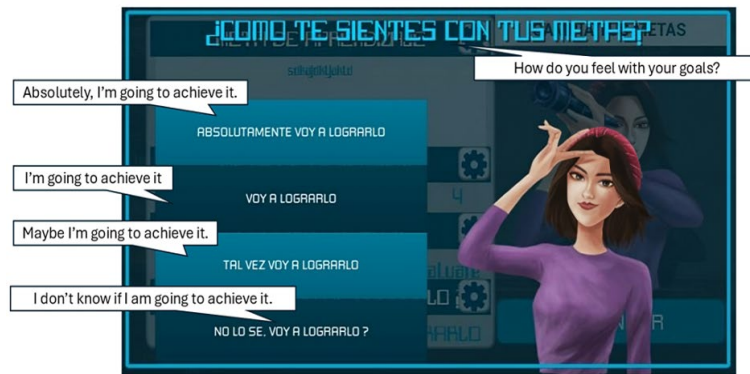 ¿COMO TE SIENTES CON TUS METAS?
METAS
How do you feel with your goals?
Absolutely, I'm going to achieve it.
ABSOLUTAMENTE VOY A LOGRARLO
I'm going to achieve it
VOY A LOGRARLO
4
Maybe I'm going to achieve it.
TAL VEZ VOY A LOGRARLO
I don't know if I am going to achieve it.
NO LO SE, VOY A LOGRARLO ?